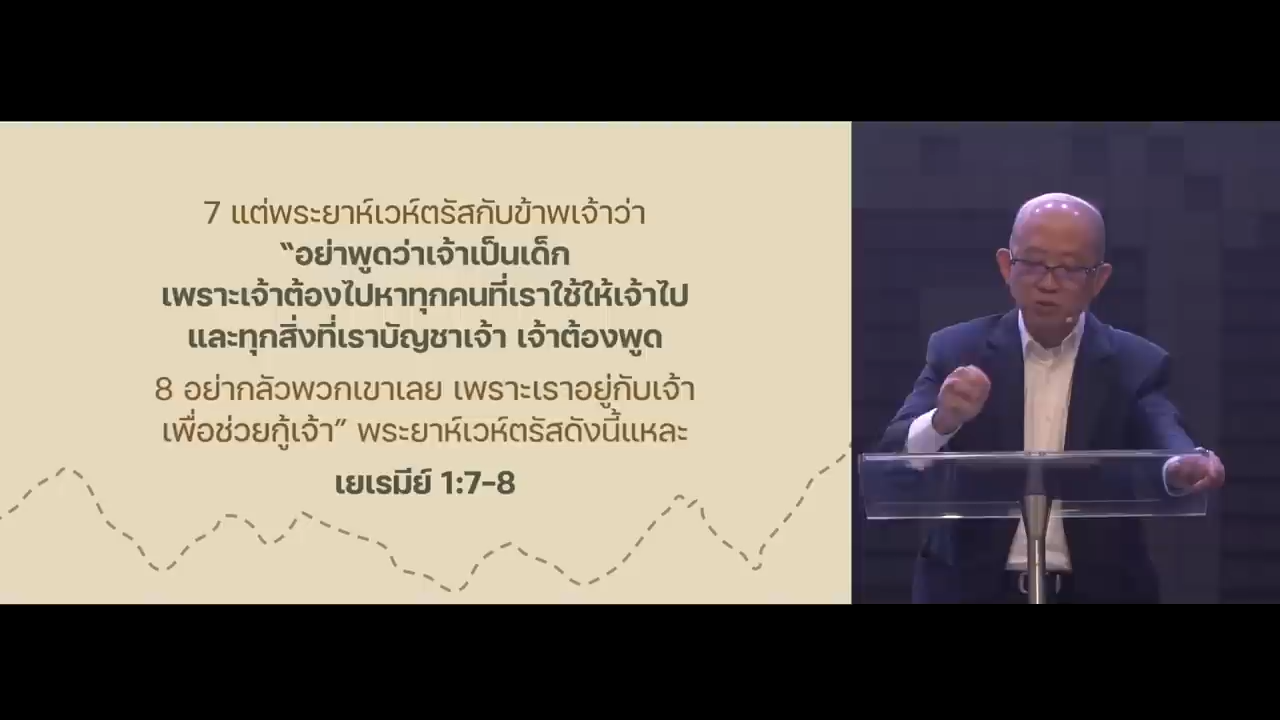 7 แต่พระยาห์เวห์ตรัสกับข้าพเจ้าว่า
“อย่าพูดว่าเจ้าเป็นเด็ก
เพราะเจ้าต้องไปหาทุกคนที่เราใช้ให้เจ้าไป
และทุกสิ่งที่เราบัญชาเจ้า เจ้าต้องพูด
8 อย่ากลัวพวกเขาเลย เพราะเราอยู่กับเจ้า
เพื่อช่วยกู้เจ้า” พระยาห์เวห์ตรัสดังนี้แหละ
เยเรมีย์ 1:7-8